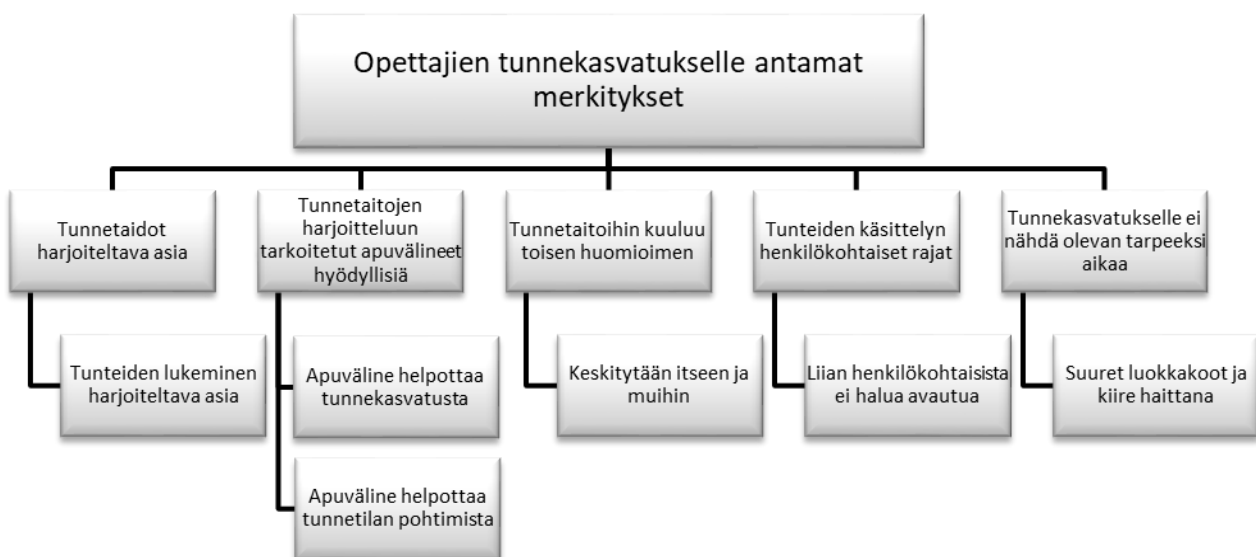 Opettajien tunnekasvatukselle antamat
merkitykset
Tunnetaidot
harjoiteltava asia
Tunnetaitojen
harjoitteluun
tarkoitetut apuvälineet
hyödyllisiä
Tunnetaitoihin kuuluu
toisen huomioimen
Tunteiden käsittelyn
henkilökohtaiset rajat
Tunnekasvatukselle ei
nähdä olevan tarpeeksi
aikaa
Tunteiden lukeminen
harjoiteltava asia
Apuväline helpottaa
tunnekasvatusta
Apuväline helpottaa
tunnetilan pohtimista
Keskitytään itseen ja
muihin
Liian henkilökohtaisista
ei halua avautua
Suuret luokkakoot ja
kiire haittana